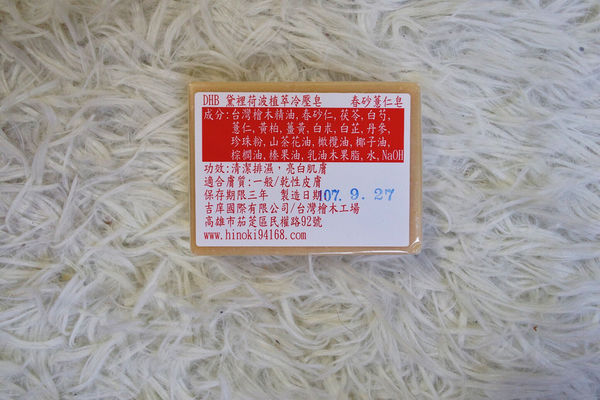 DHB 黛裡荷波植萃冷壓皂 春砂薏仁皂
成分:台灣檜木精油,春砂仁,茯苓,白芍,
薏仁,黃柏,薑黃,白朮,白芷,丹參,
珍珠粉,山茶花油,橄欖油,椰子油,
棕櫚油,榛果油,乳油木果脂,水,NaOH
功效:清潔排濕,亮白肌膚
適合膚質:一般/乾性皮膚
保存期限三年 製造日期07.9.27
吉庠國際有限公司/台灣檜木工場
高雄市茄萣區民權路92號
www.hinoki94168.com